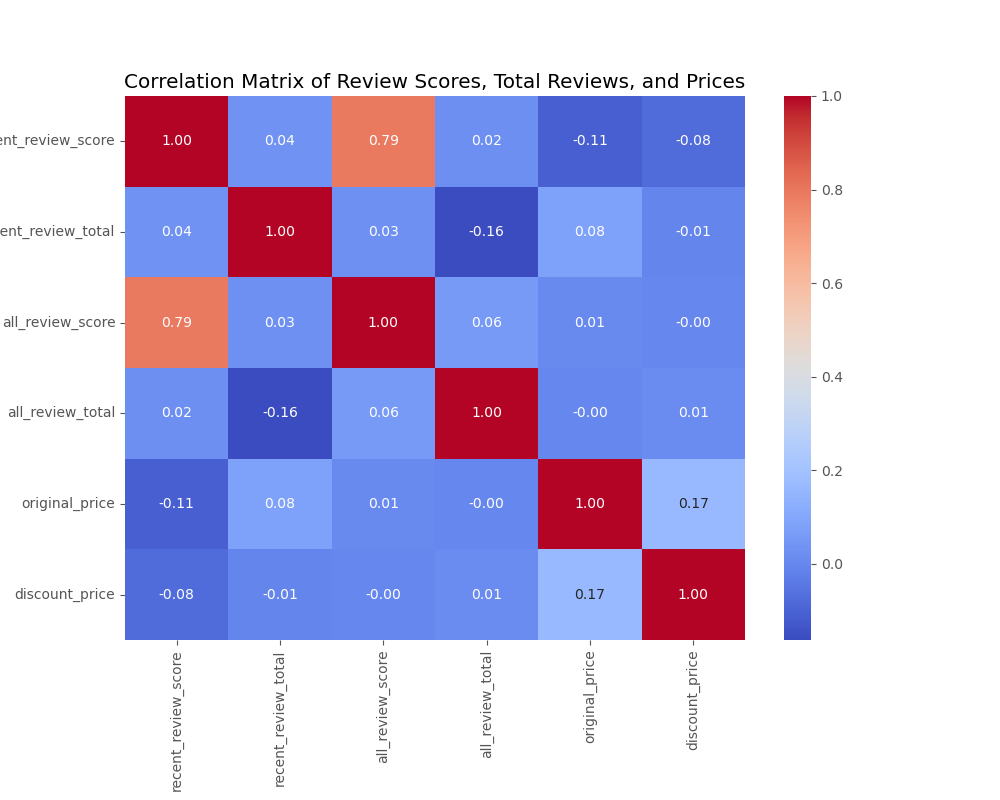 Correlation Matrix of Review Scores, Total Reviews, and Prices
ent_review_score 1.00 0.04 0.79 0.02 -0.11 -0.08
ent_review_total 0.04 1.00 0.03 -0.16 0.08 -0.01
all_review_score 0.79 0.03 1.00 0.06 0.01 -0.00
all_review_total 0.02 -0.16 0.06 1.00 -0.00 0.01
original_price -0.11 0.08 0.01 -0.00 1.00 0.17
discount_price -0.08 -0.01 -0.00 0.01 0.17 1.00
recent_review_score
recent_review_total
all_review_score
all_review_total
original_price
discount_price
1.0
0.8
0.6
0.4
0.2
0.0